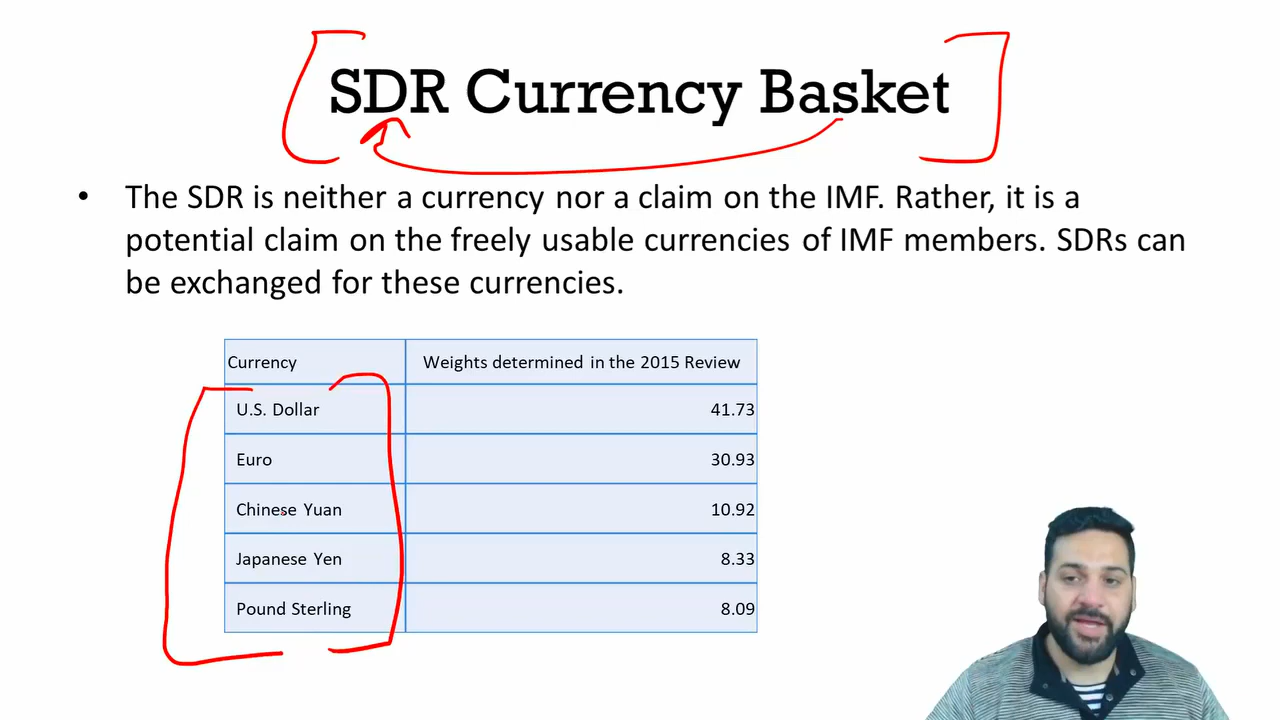 SDR Currency Basket
• The SDR is neither a currency nor a claim on the IMF. Rather, it is a
potential claim on the freely usable currencies of IMF members. SDRs can
be exchanged for these currencies.
Currency Weights determined in the 2015 Review
U.S. Dollar 41.73
Euro 30.93
Chinese Yuan 10.92
Japanese Yen 8.33
Pound Sterling 8.09